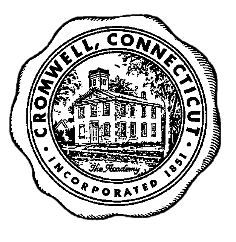 CROMWELL, CONNECTICUT
The Academy
• INCORPORATED 1851 •